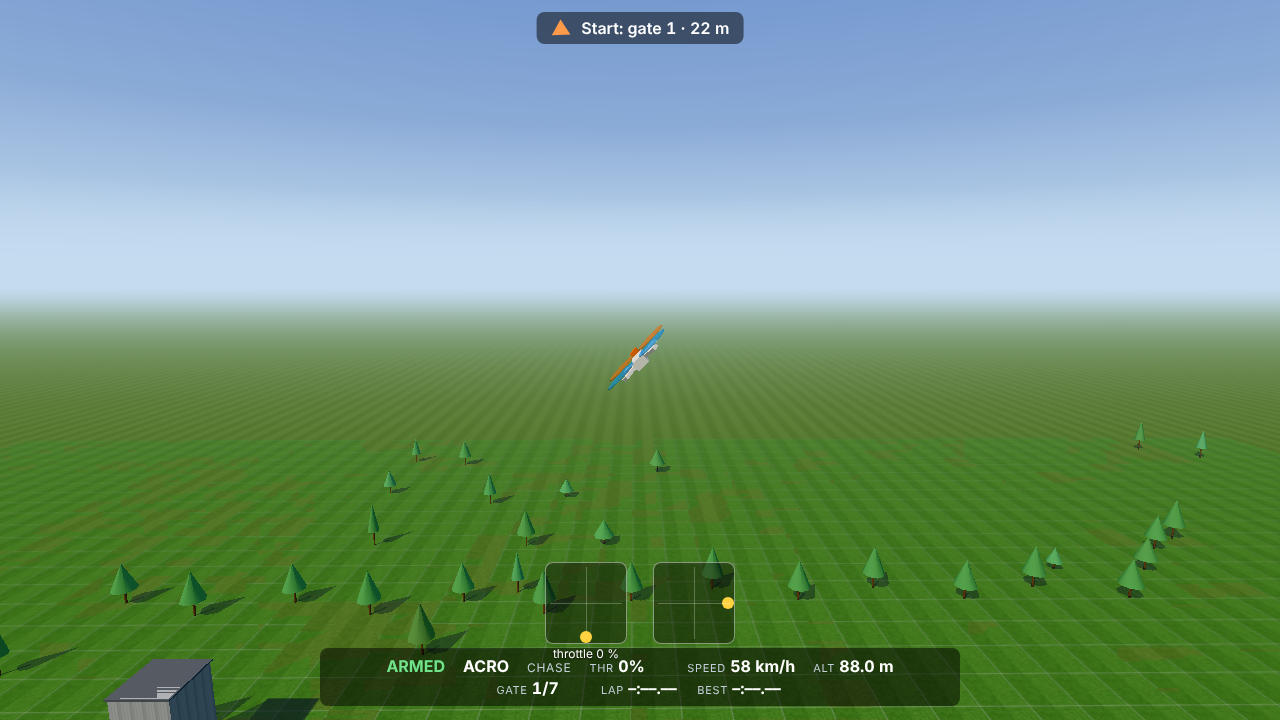 Start: gate 1 · 22 m
throttle 0 %
ARMED ACRO CHASE THR 0% SPEED 58 km/h ALT 88.0 m
GATE 1/7 LAP –:––.–– BEST –:––.––